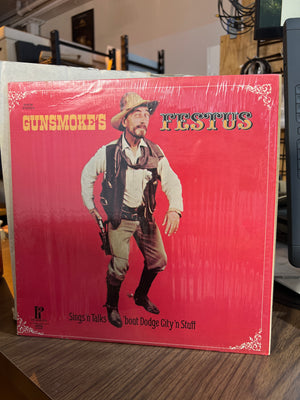 GUNSMOKE'S FESTUS
Sings n Talks 'bout Dodge City 'n Stuff